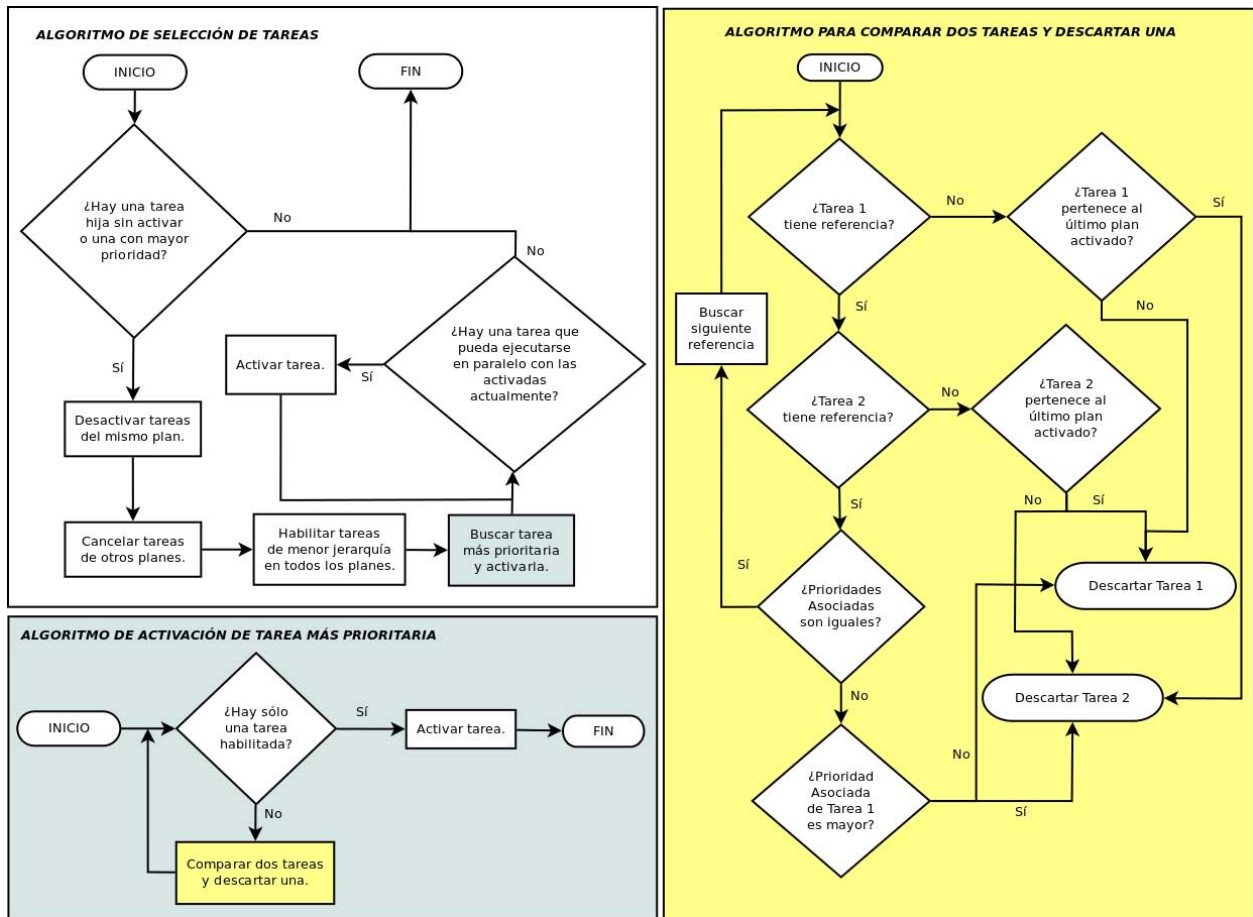 ALGORITMO DE SELECCIÓN DE TAREAS
INICIO
FIN
¿Hay una tarea
hija sin activar
o una con mayor
prioridad?
No
Sí
Desactivar tareas
del mismo plan.
Cancelar tareas
de otros planes.
Habilitar tareas
de menor jerarquía
en todos los planes.
Buscar tarea
más prioritaria
y activarla.
¿Hay una tarea que
pueda ejecutarse
en paralelo con las
activadas
actualmente?
No
Sí
Activar tarea.
ALGORITMO DE ACTIVACIÓN DE TAREA MÁS PRIORITARIA
INICIO
¿Hay sólo
una tarea
habilitada?
Sí
Activar tarea.
FIN
No
Comparar dos tareas
y descartar una.
ALGORITMO PARA COMPARAR DOS TAREAS Y DESCARTAR UNA
INICIO
¿Tarea 1
tiene referencia?
No
¿Tarea 1
pertenece al
último plan
activado?
Sí
No
Sí
Buscar
siguiente
referencia
¿Tarea 2
tiene referencia?
No
¿Tarea 2
pertenece al
último plan
activado?
No
Sí
Sí
¿Prioridades
Asociadas
son iguales?
Sí
No
Descartar Tarea 1
Descartar Tarea 2
¿Prioridad
Asociada
de Tarea 1
es mayor?
No
Sí